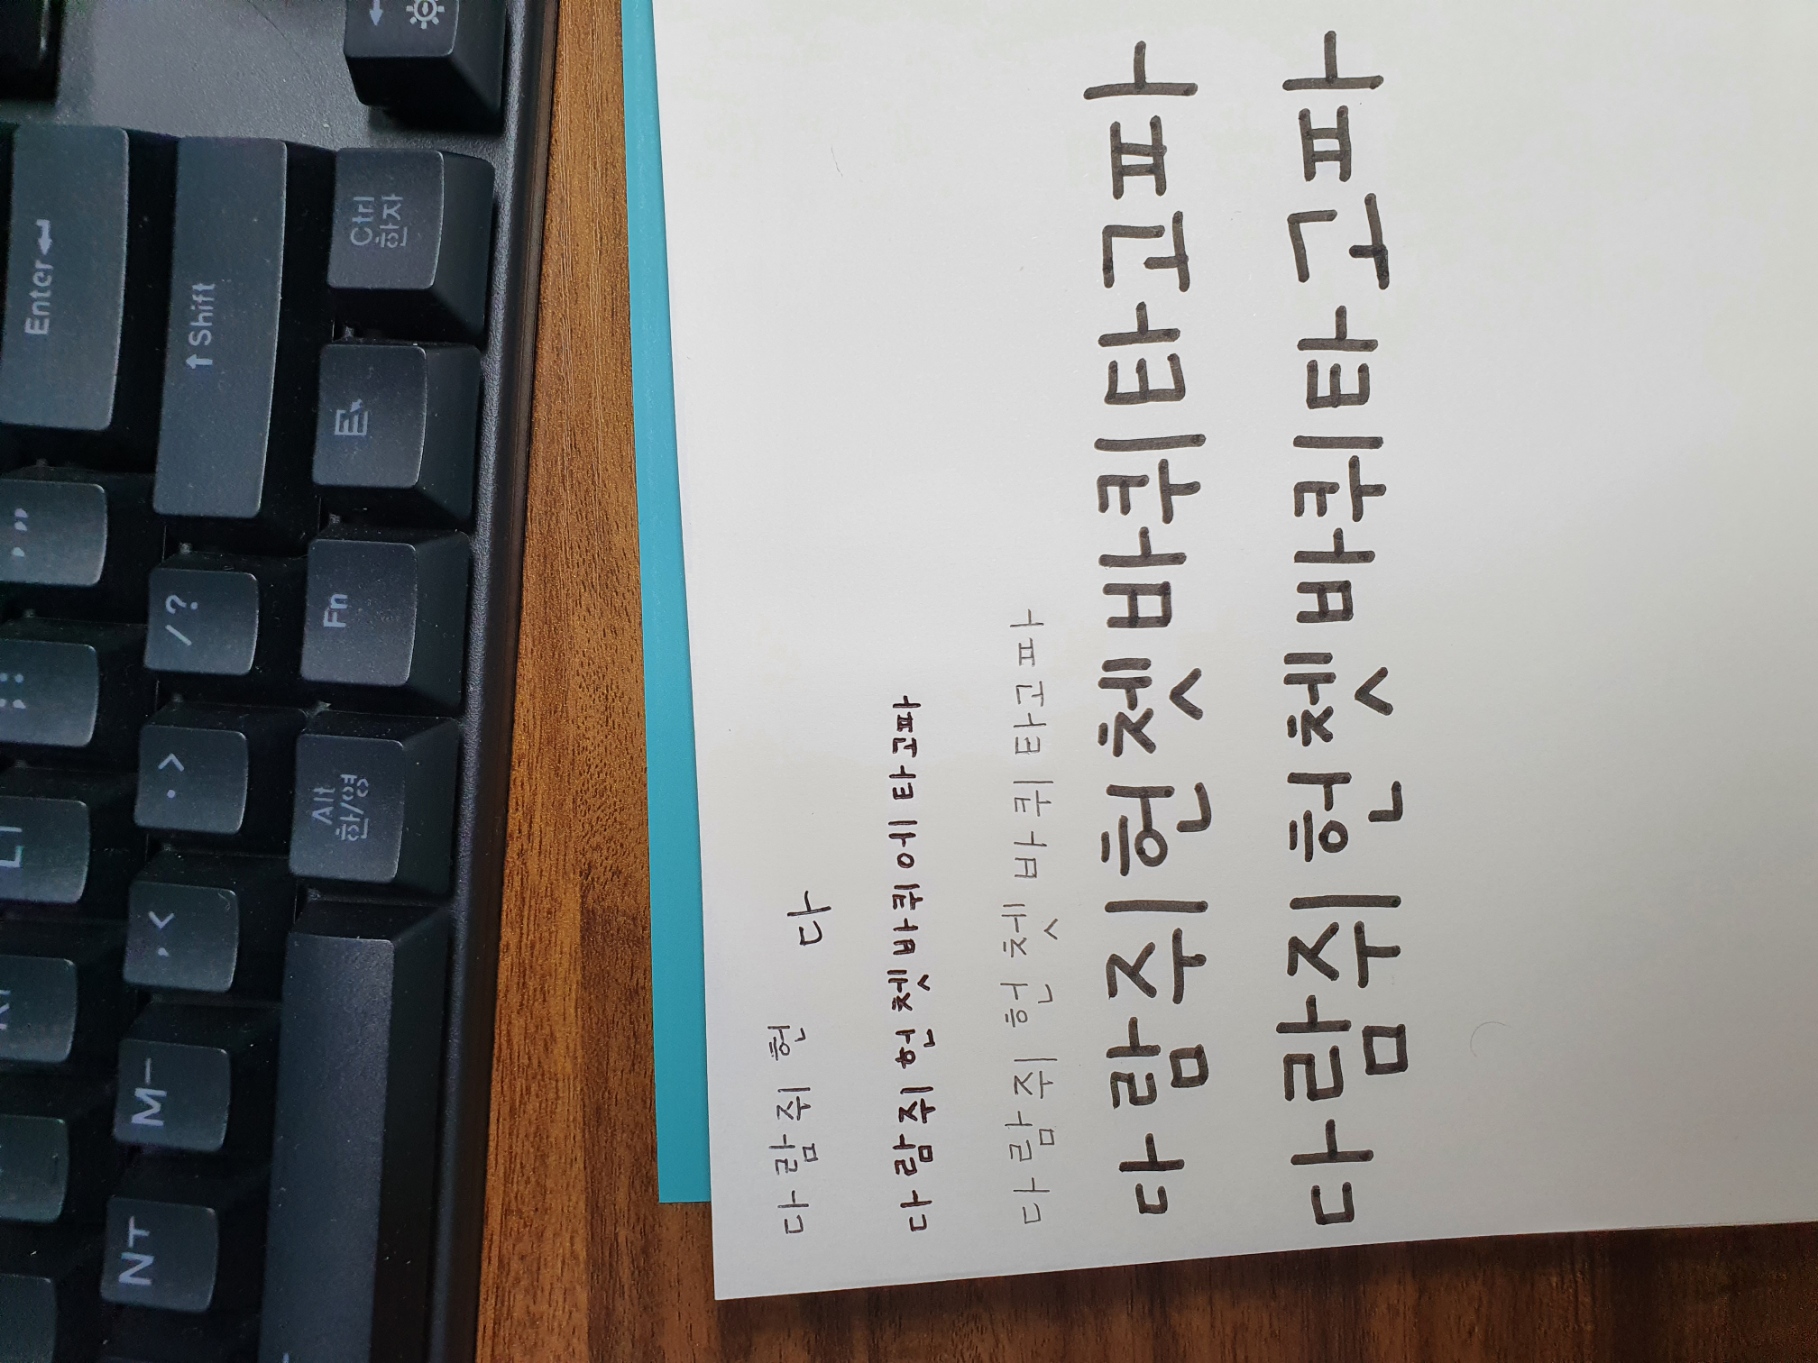 Enter
Nㅜ M ㅡ , < . > / ? Shift
Alt 한/영 Fn Ctrl 한자
다람쥐 헌 다
다람쥐 헌 쳇바퀴에 타고파
다람쥐 헌 쳇바퀴 타고파
다람쥐헌쳇바퀴타고파
다람쥐 헌쳇바퀴타고파